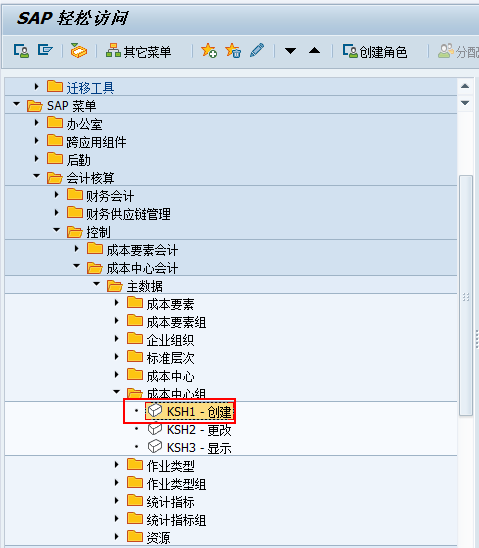 SAP 轻松访问
其它菜单 创建角色 分配
迁移工具
SAP 菜单
办公室
跨应用组件
后勤
会计核算
财务会计
财务供应链管理
控制
成本要素会计
成本中心会计
主数据
成本要素
成本要素组
企业组织
标准层次
成本中心
成本中心组
KSH1 - 创建
KSH2 - 更改
KSH3 - 显示
作业类型
作业类型组
统计指标
统计指标组
资源